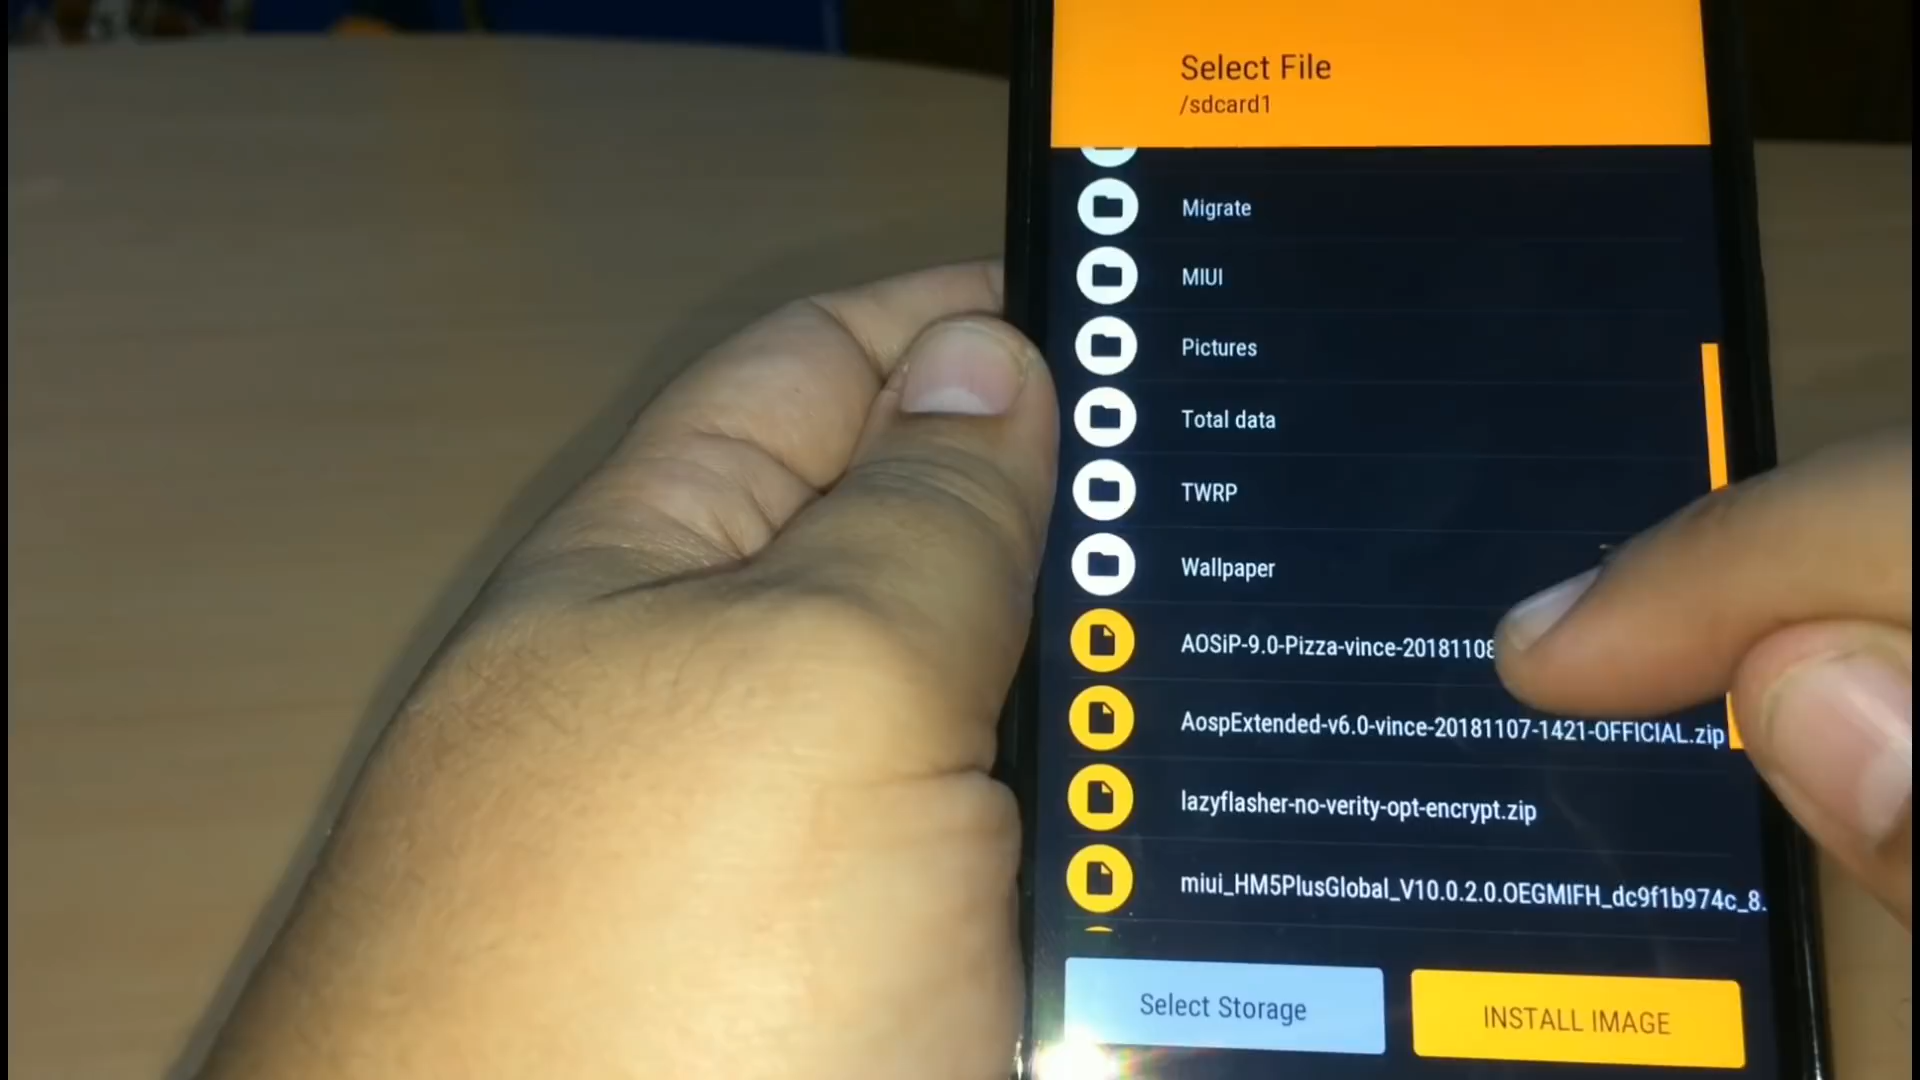 Select File
/sdcard1
Migrate
MIUI
Pictures
Total data
TWRP
Wallpaper
AOSiP-9.0-Pizza-vince-20181108
AospExtended-v6.0-vince-20181107-1421-OFFICIAL.zip
lazyflasher-no-verity-opt-encrypt.zip
miui_HM5PlusGlobal_V10.0.2.0.OEGMIFH_dc9f1b974c_8.
Select Storage
INSTALL IMAGE